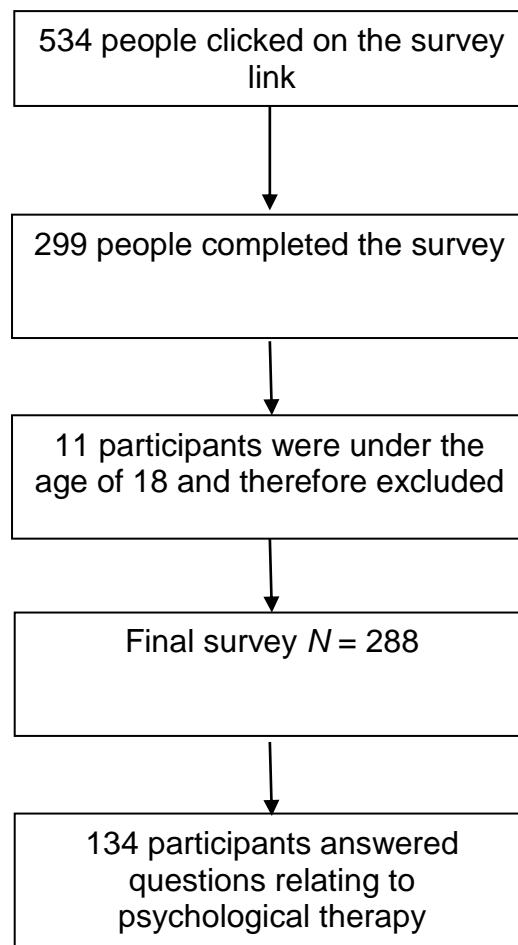 534 people clicked on the survey
link
299 people completed the survey
11 participants were under the
age of 18 and therefore excluded
Final survey N = 288
134 participants answered
questions relating to
psychological therapy